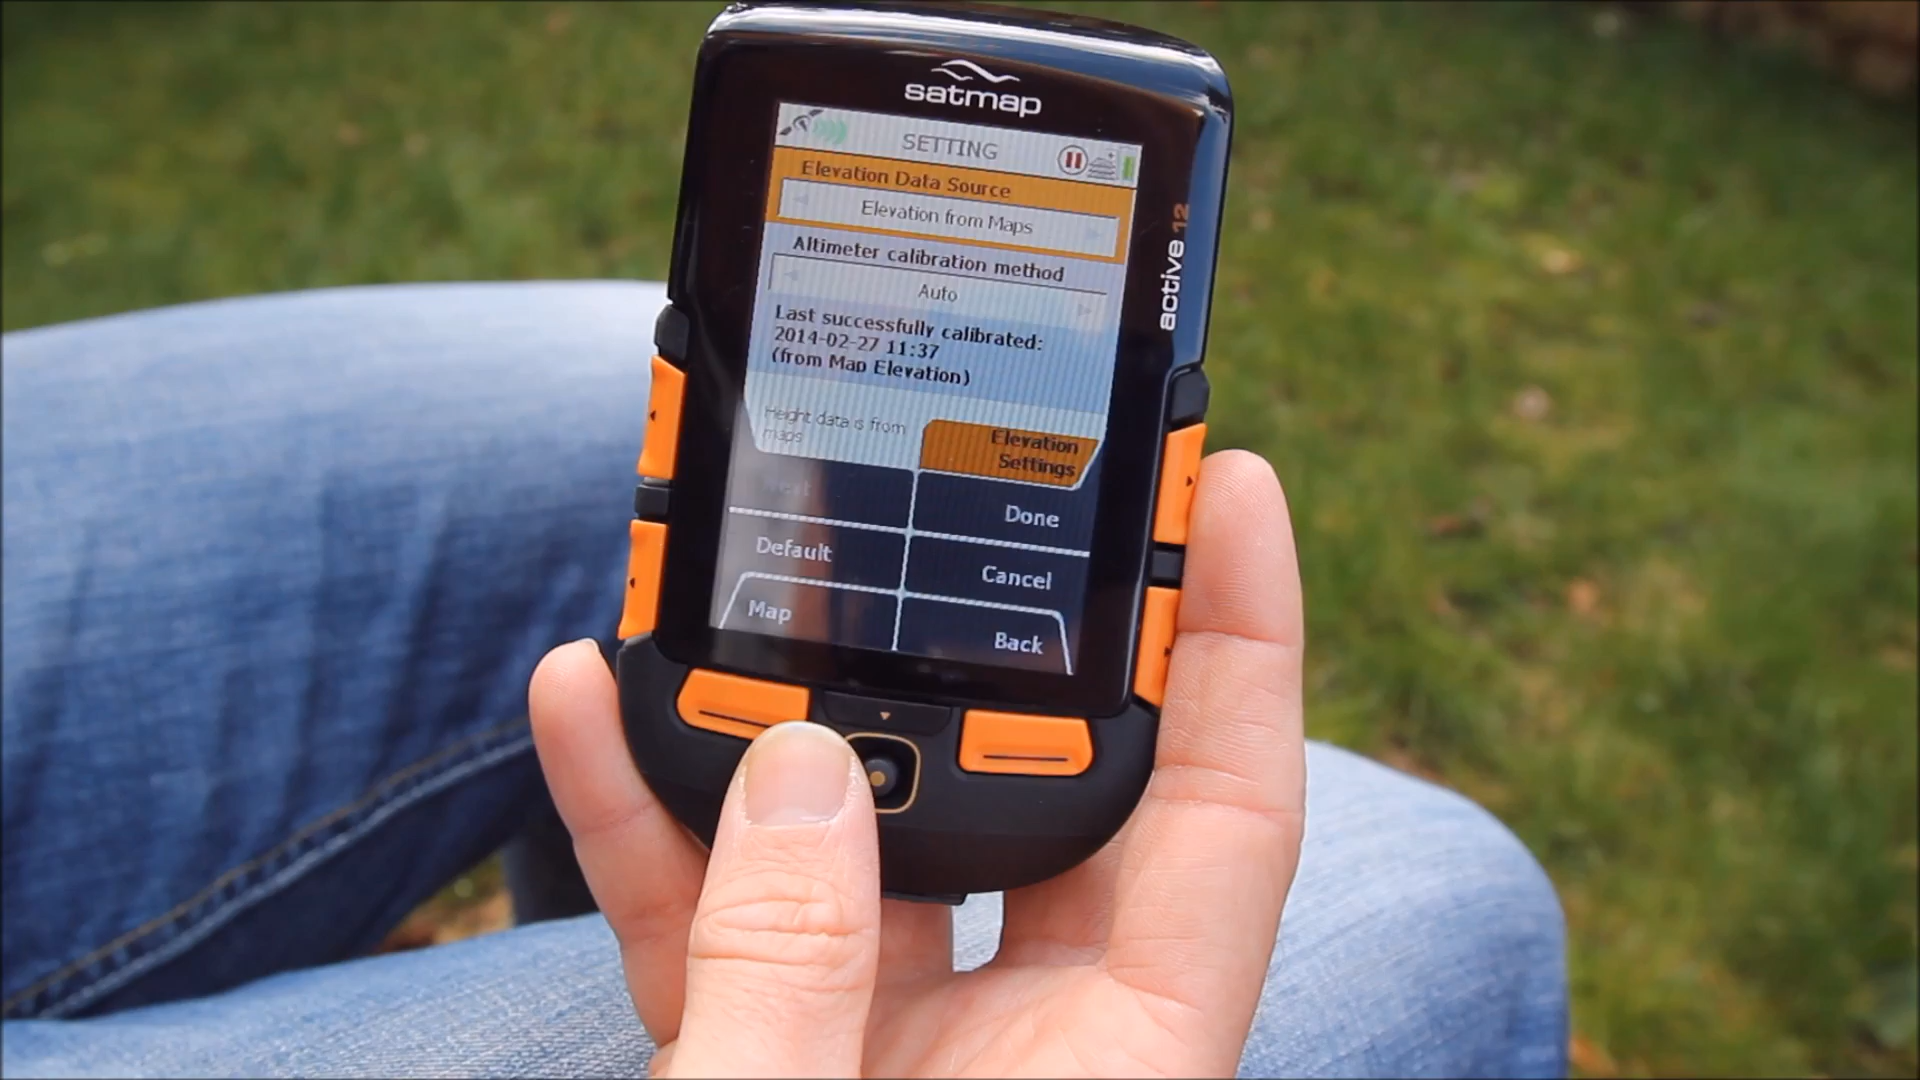 satmap
SETTING
Elevation Data Source
Elevation from Maps
Altimeter calibration method
Auto
Last successfully calibrated:
2014-02-27 11:37
(from Map Elevation)
Height data is from
maps
Elevation
Settings
Done
Default
Cancel
Map
Back
active 12